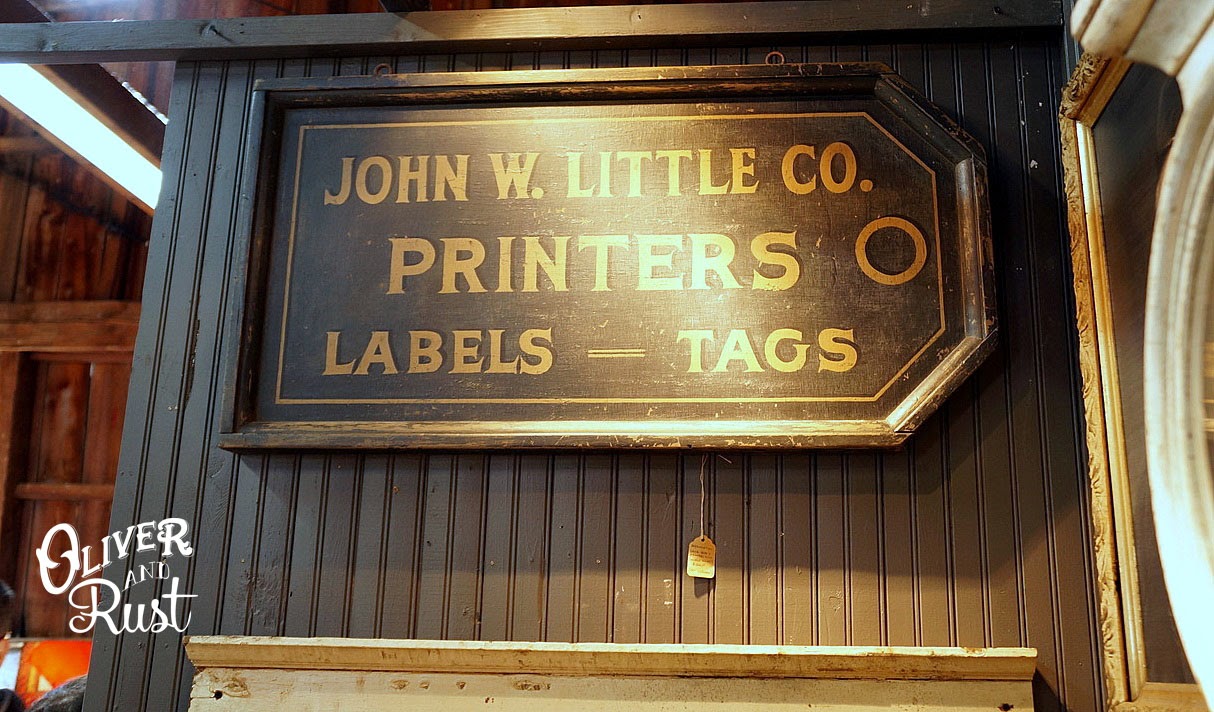 JOHN W. LITTLE CO.
PRINTERS
LABELS — TAGS
OLIVER
AND
Rust